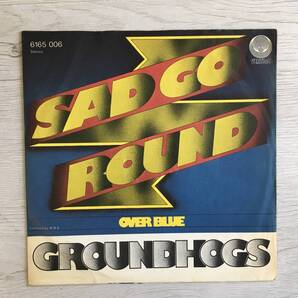 6165 006
Stereo
SAD GO
ROUND
OVER BLUE
GROUNDHOGS